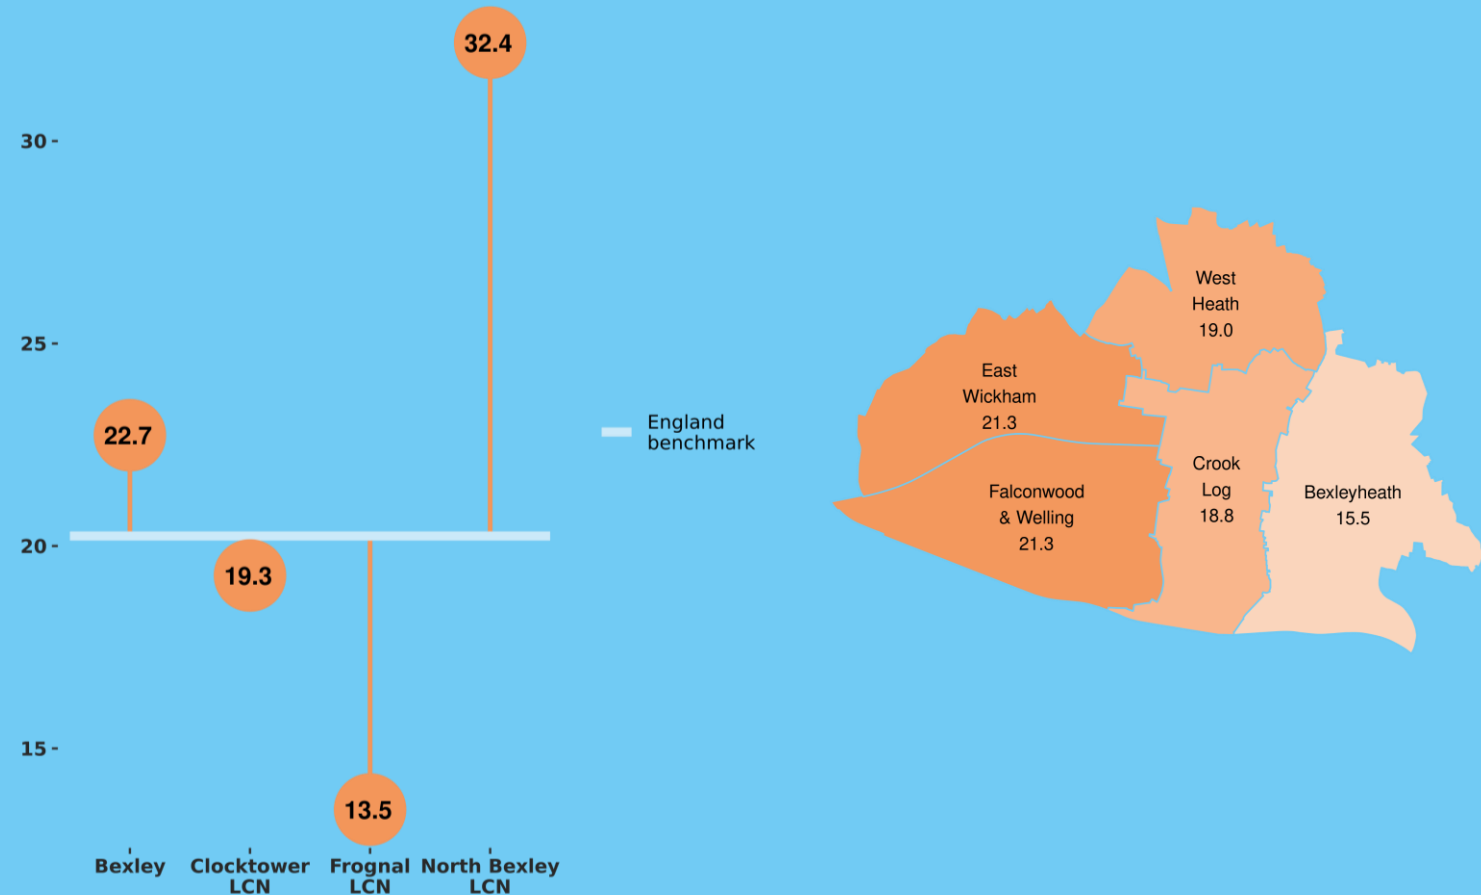 32.4
30
25
22.7
20
19.3
15
13.5
Bexley
Clocktower
LCN
Frognal
LCN
North Bexley
LCN
England
benchmark
West
Heath
19.0
East
Wickham
21.3
Falconwood
& Welling
21.3
Crook
Log
18.8
Bexleyheath
15.5